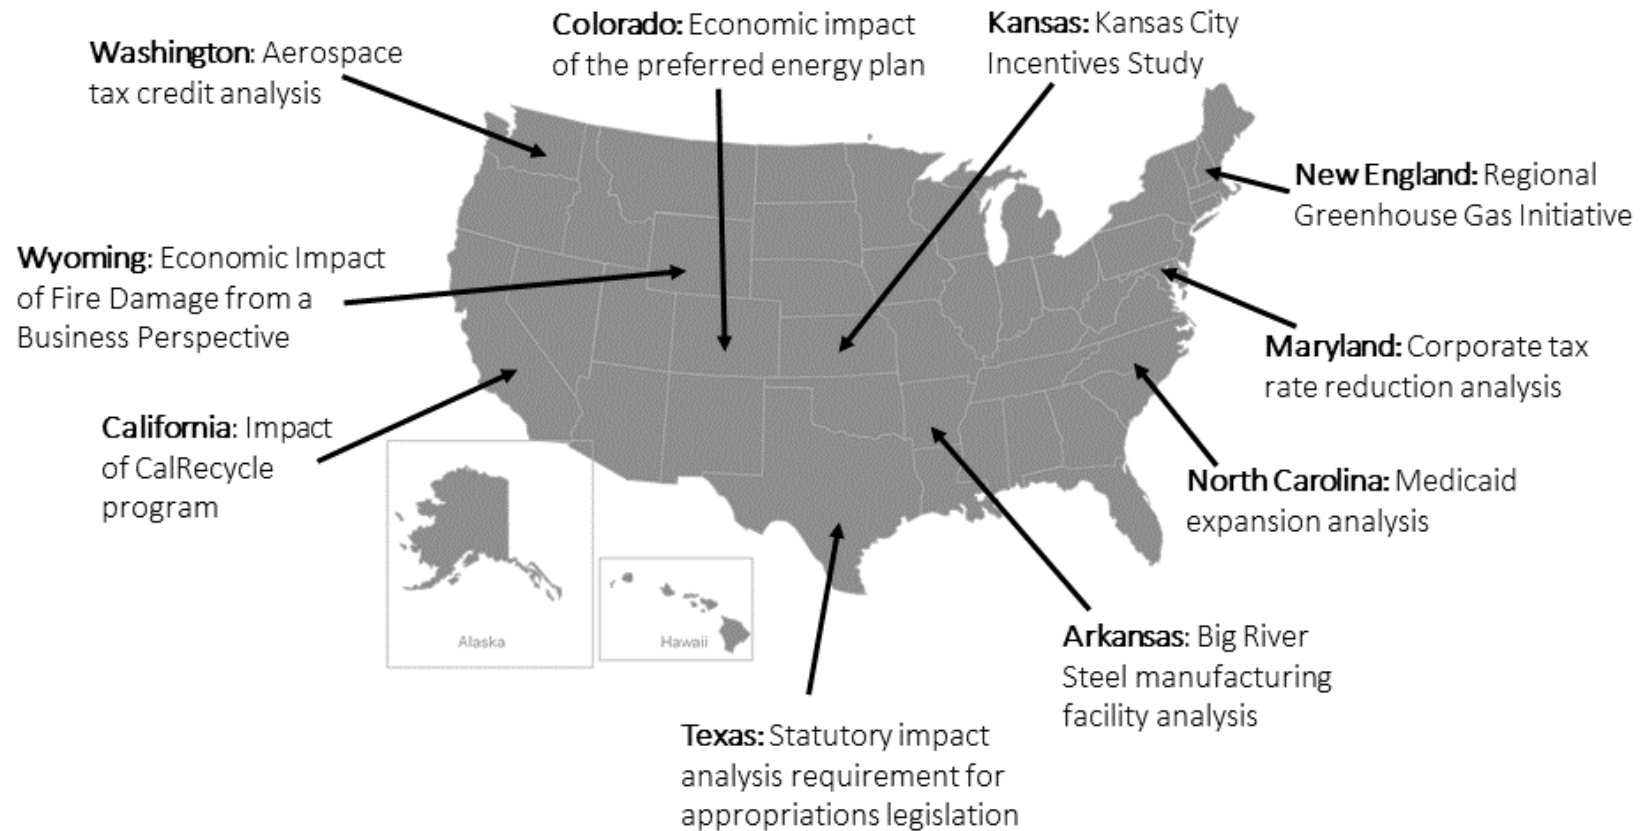 Washington: Aerospace
tax credit analysis
Colorado: Economic impact
of the preferred energy plan
Kansas: Kansas City
Incentives Study
New England: Regional
Greenhouse Gas Initiative
Wyoming: Economic Impact
of Fire Damage from a
Business Perspective
Maryland: Corporate tax
rate reduction analysis
California: Impact
of CalRecycle
program
North Carolina: Medicaid
expansion analysis
Alaska
Hawaii
Arkansas: Big River
Steel manufacturing
facility analysis
Texas: Statutory impact
analysis requirement for
appropriations legislation